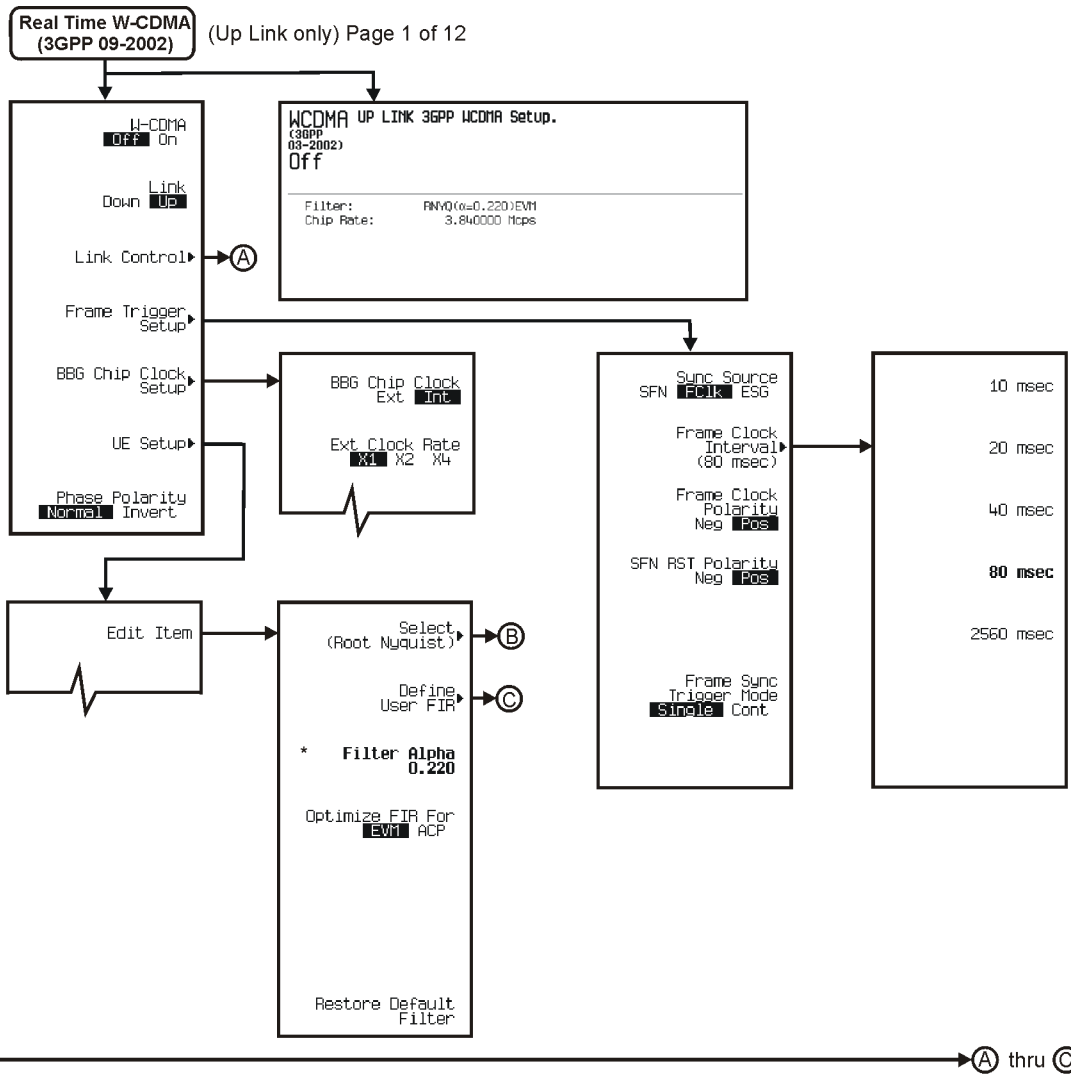 Real Time W-CDMA
(3GPP 09-2002)
(Up Link only) Page 1 of 12
W-CDMA
Off On
Link
Down Up
Link Control
A
Frame Trigger
Setup
BBG Chip Clock
Setup
UE Setup
Phase Polarity
Normal Invert
WCDMA UP LINK 3GPP WCDMA Setup.
(3GPP
03-2002)
Off
Filter: RNYQ(α=0.220)EVM
Chip Rate: 3.840000 Mcps
BBG Chip Clock
Ext Int
Ext Clock Rate
X1 X2 X4
Sync Source
SFN FClk ESG
Frame Clock
Interval
(80 msec)
Frame Clock
Polarity
Neg Pos
SFN RST Polarity
Neg Pos
Frame Sync
Trigger Mode
Single Cont
10 msec
20 msec
40 msec
80 msec
2560 msec
Edit Item
Select
(Root Nyquist)
B
Define
User FIR
C
* Filter Alpha
0.220
Optimize FIR For
EVM ACP
Restore Default
Filter
A thru C